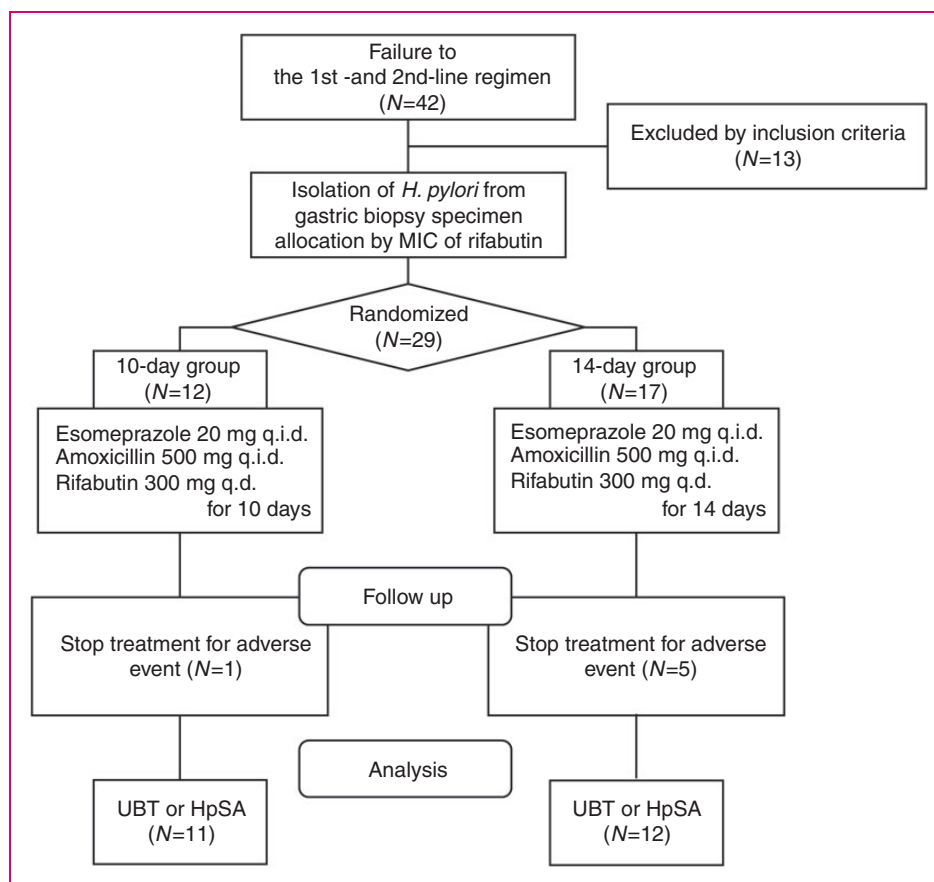 Failure to
the 1st -and 2nd-line regimen
(N=42)
Excluded by inclusion criteria
(N=13)
Isolation of H. pylori from
gastric biopsy specimen
allocation by MIC of rifabutin
Randomized
(N=29)
10-day group
(N=12)
14-day group
(N=17)
Esomeprazole 20 mg q.i.d.
Amoxicillin 500 mg q.i.d.
Rifabutin 300 mg q.d.
for 10 days
Esomeprazole 20 mg q.i.d.
Amoxicillin 500 mg q.i.d.
Rifabutin 300 mg q.d.
for 14 days
Follow up
Stop treatment for adverse
event (N=1)
Stop treatment for adverse
event (N=5)
Analysis
UBT or HpSA
(N=11)
UBT or HpSA
(N=12)